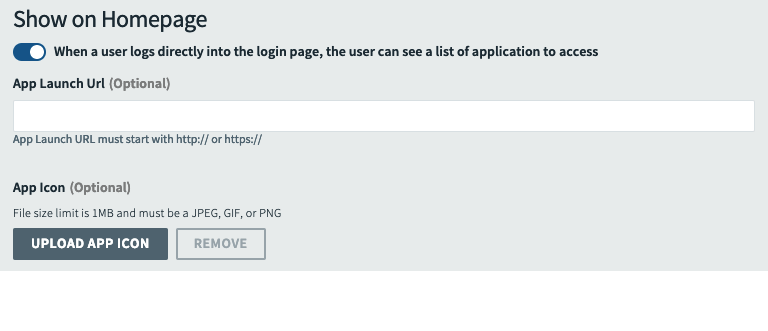 Show on Homepage
When a user logs directly into the login page, the user can see a list of application to access
App Launch Url (Optional)
App Launch URL must start with http:// or https://
App Icon (Optional)
File size limit is 1MB and must be a JPEG, GIF, or PNG
UPLOAD APP ICON REMOVE